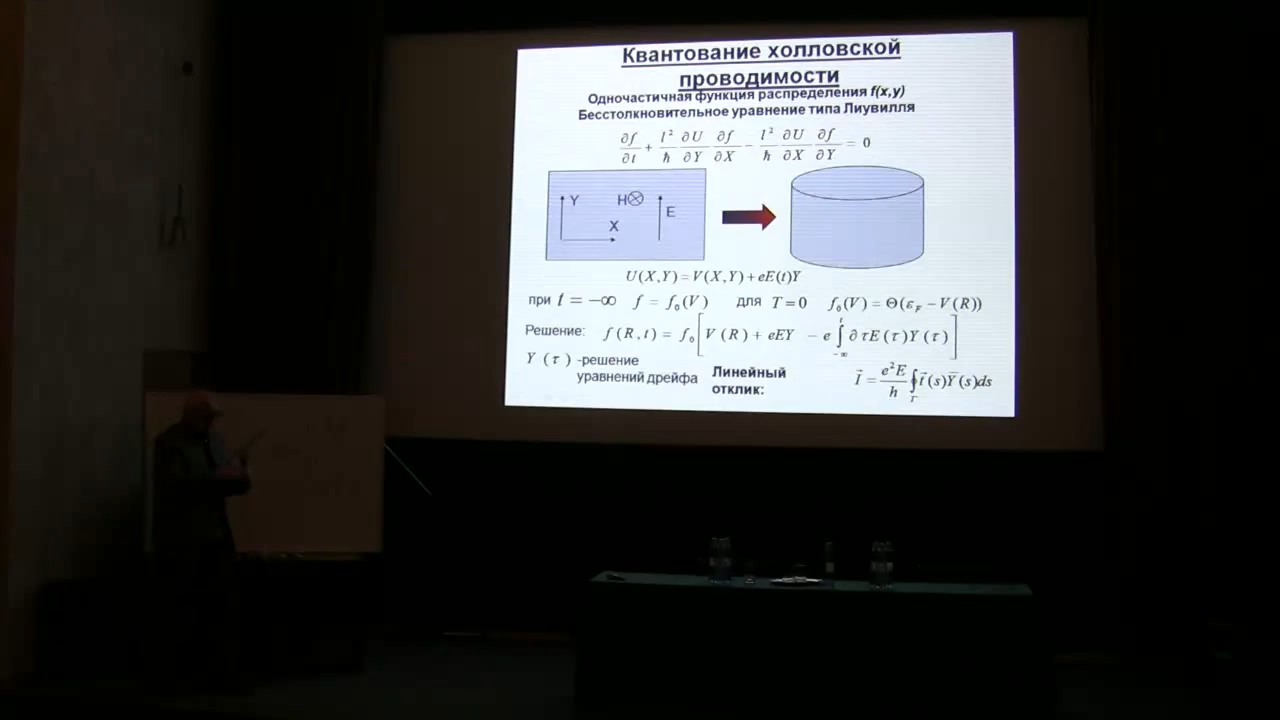 Квантование холловской
проводимости
Одночастичная функция распределения f(x,y)
Бесстолкновительное уравнение типа Лиувилля
∂f/∂t + l²/ħ ∂U/∂Y ∂f/∂X − l²/ħ ∂U/∂X ∂f/∂Y = 0
Y H⊗ E
X
U(X,Y) = V(X,Y) + eE(t)Y
при t = −∞ f = f₀(V) для T = 0 f₀(V) = Θ(ε_F − V(R))
Решение: f(R,t) = f₀[V(R) + eEY − e∫_{−∞}^{t} ∂τE(τ)Y(τ)]
Y(τ) -решение
уравнений дрейфа
Линейный
отклик:
I⃗ = e²E/h ∮_Γ t⃗(s)Y⃗(s)ds